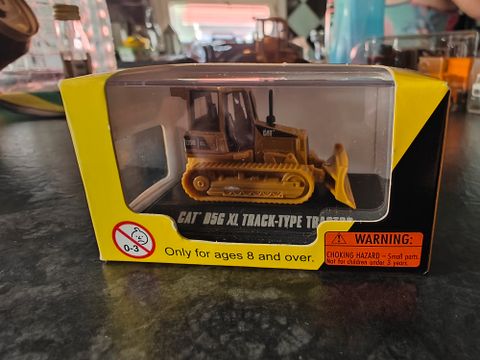 CAT
CAT® D5G XL TRACK-TYPE TRACTOR
0-3
Only for ages 8 and over.
WARNING:
CHOKING HAZARD – Small parts.
Not for children under 3 years.